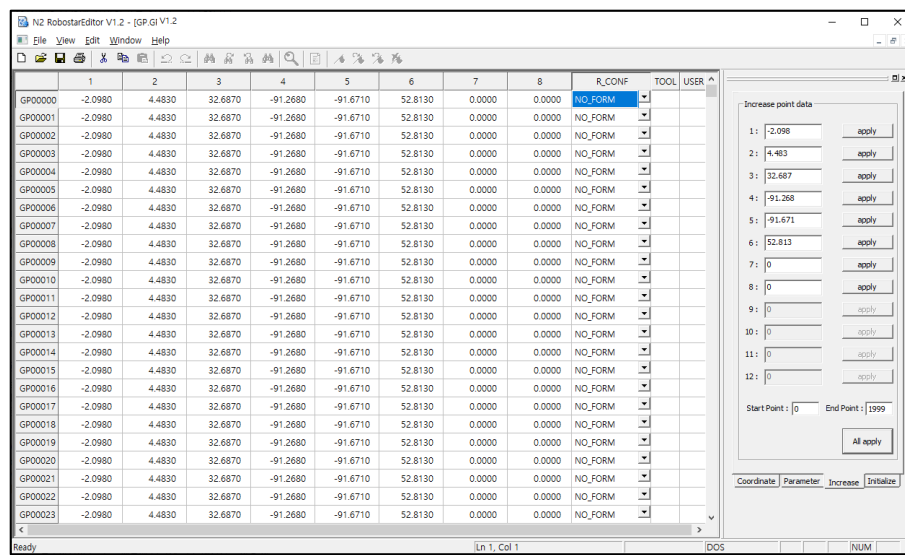 N2 RobostarEditor V1.2 - [GP.GI V1.2
File View Edit Window Help
1 2 3 4 5 6 7 8 R_CONF TOOL USER
GP00000 -2.0980 4.4830 32.6870 -91.2680 -91.6710 52.8130 0.0000 0.0000 NO_FORM
GP00001 -2.0980 4.4830 32.6870 -91.2680 -91.6710 52.8130 0.0000 0.0000 NO_FORM
GP00002 -2.0980 4.4830 32.6870 -91.2680 -91.6710 52.8130 0.0000 0.0000 NO_FORM
GP00003 -2.0980 4.4830 32.6870 -91.2680 -91.6710 52.8130 0.0000 0.0000 NO_FORM
GP00004 -2.0980 4.4830 32.6870 -91.2680 -91.6710 52.8130 0.0000 0.0000 NO_FORM
GP00005 -2.0980 4.4830 32.6870 -91.2680 -91.6710 52.8130 0.0000 0.0000 NO_FORM
GP00006 -2.0980 4.4830 32.6870 -91.2680 -91.6710 52.8130 0.0000 0.0000 NO_FORM
GP00007 -2.0980 4.4830 32.6870 -91.2680 -91.6710 52.8130 0.0000 0.0000 NO_FORM
GP00008 -2.0980 4.4830 32.6870 -91.2680 -91.6710 52.8130 0.0000 0.0000 NO_FORM
GP00009 -2.0980 4.4830 32.6870 -91.2680 -91.6710 52.8130 0.0000 0.0000 NO_FORM
GP00010 -2.0980 4.4830 32.6870 -91.2680 -91.6710 52.8130 0.0000 0.0000 NO_FORM
GP00011 -2.0980 4.4830 32.6870 -91.2680 -91.6710 52.8130 0.0000 0.0000 NO_FORM
GP00012 -2.0980 4.4830 32.6870 -91.2680 -91.6710 52.8130 0.0000 0.0000 NO_FORM
GP00013 -2.0980 4.4830 32.6870 -91.2680 -91.6710 52.8130 0.0000 0.0000 NO_FORM
GP00014 -2.0980 4.4830 32.6870 -91.2680 -91.6710 52.8130 0.0000 0.0000 NO_FORM
GP00015 -2.0980 4.4830 32.6870 -91.2680 -91.6710 52.8130 0.0000 0.0000 NO_FORM
GP00016 -2.0980 4.4830 32.6870 -91.2680 -91.6710 52.8130 0.0000 0.0000 NO_FORM
GP00017 -2.0980 4.4830 32.6870 -91.2680 -91.6710 52.8130 0.0000 0.0000 NO_FORM
GP00018 -2.0980 4.4830 32.6870 -91.2680 -91.6710 52.8130 0.0000 0.0000 NO_FORM
GP00019 -2.0980 4.4830 32.6870 -91.2680 -91.6710 52.8130 0.0000 0.0000 NO_FORM
GP00020 -2.0980 4.4830 32.6870 -91.2680 -91.6710 52.8130 0.0000 0.0000 NO_FORM
GP00021 -2.0980 4.4830 32.6870 -91.2680 -91.6710 52.8130 0.0000 0.0000 NO_FORM
GP00022 -2.0980 4.4830 32.6870 -91.2680 -91.6710 52.8130 0.0000 0.0000 NO_FORM
GP00023 -2.0980 4.4830 32.6870 -91.2680 -91.6710 52.8130 0.0000 0.0000 NO_FORM
Increase point data
1 : -2.098 apply
2 : 4.483 apply
3 : 32.687 apply
4 : -91.268 apply
5 : -91.671 apply
6 : 52.813 apply
7 : 0 apply
8 : 0 apply
9 : 0 apply
10 : 0 apply
11 : 0 apply
12 : 0 apply
Start Point : 0 End Point : 1999
All apply
Coordinate Parameter Increase Initialize
Ready Ln 1, Col 1 DOS NUM